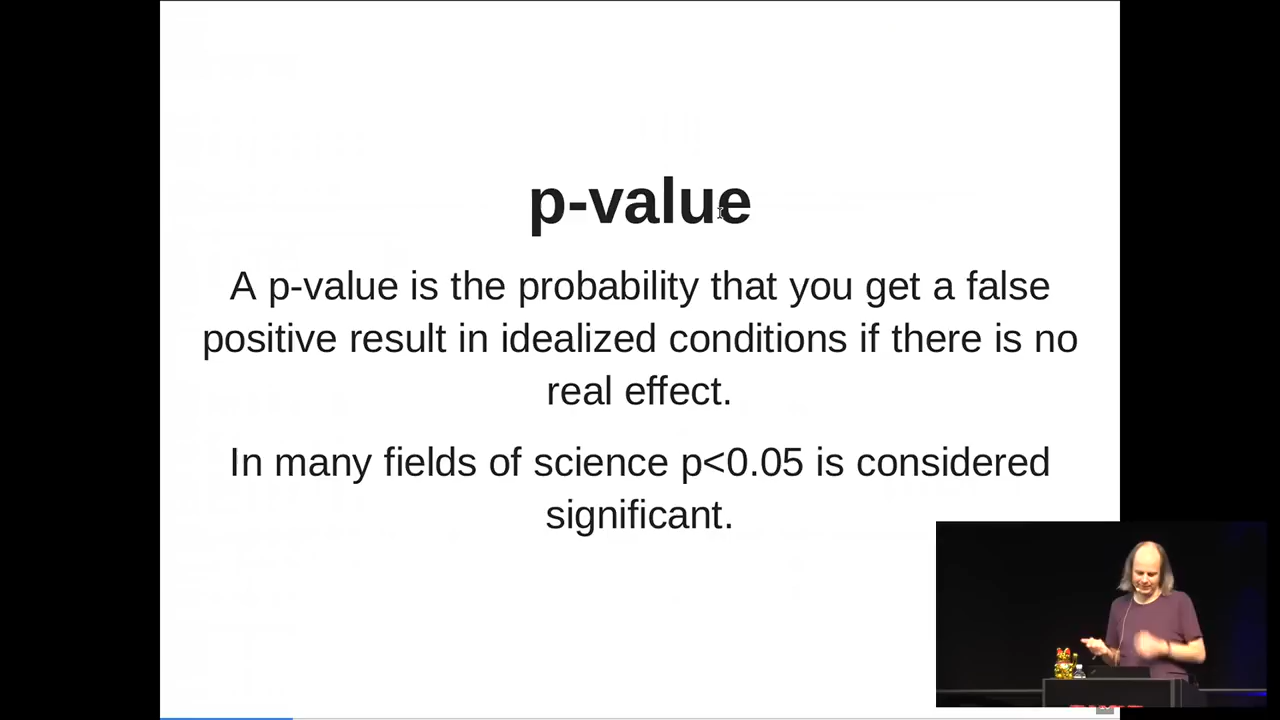 p-value
A p-value is the probability that you get a false
positive result in idealized conditions if there is no
real effect.
In many fields of science p<0.05 is considered
significant.